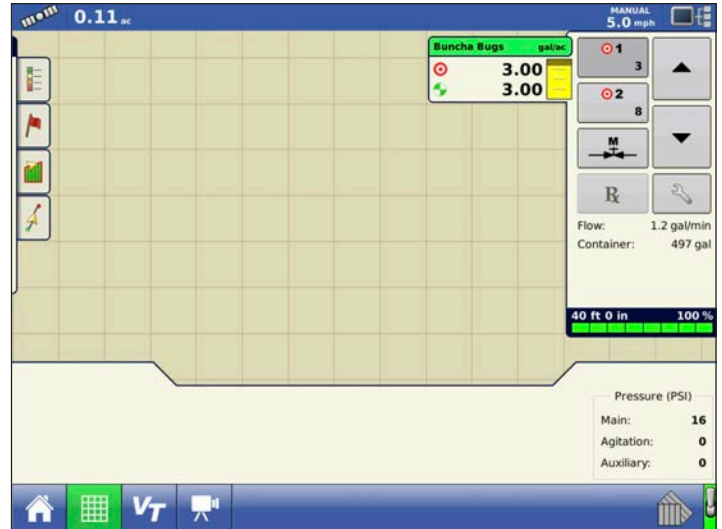 0.11 ac
MANUAL
5.0 mph
Buncha Bugs gal/ac
3.00
3.00
1
3
2
8
M
Rx
Flow: 1.2 gal/min
Container: 497 gal
40 ft 0 in 100 %
Pressure (PSI)
Main: 16
Agitation: 0
Auxiliary: 0
VT